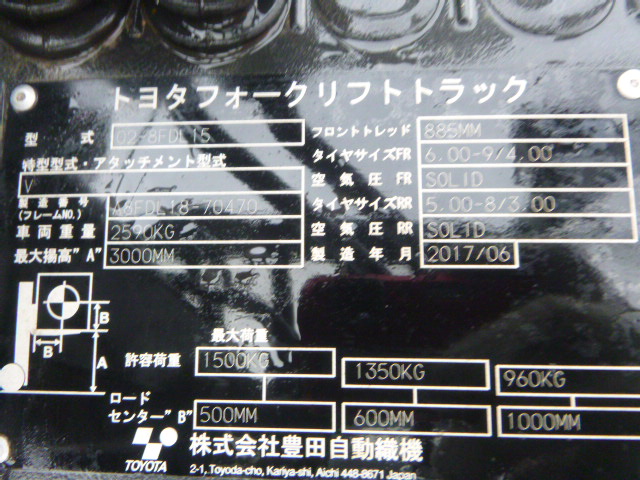 トヨタフォークリフトトラック
型式 02-8FDL15 フロントトレッド 885MM
特型型式・アタッチメント型式 タイヤサイズFR 6.00-9/4.00
V 空気圧 FR SOLID
製造番号 (フレームNO.) A8FDL18-70470 タイヤサイズRR 5.00-8/3.00
車両重量 2590KG 空気圧 RR SOLID
最大揚高"A" 3000MM 製造年月 2017/06
B
B
A
最大荷重
許容荷重 1500KG 1350KG 960KG
ロード
センター"B" 500MM 600MM 1000MM
TOYOTA 株式会社豊田自動織機
2-1, Toyoda-cho, Kariya-shi, Aichi 448-8671 Japan